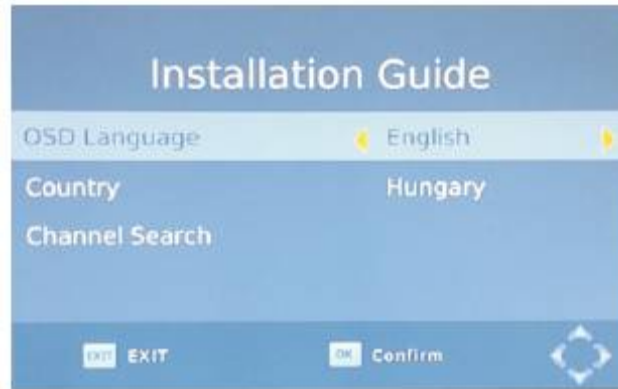 Installation Guide
OSD Language English
Country Hungary
Channel Search
EXIT EXIT OK Confirm